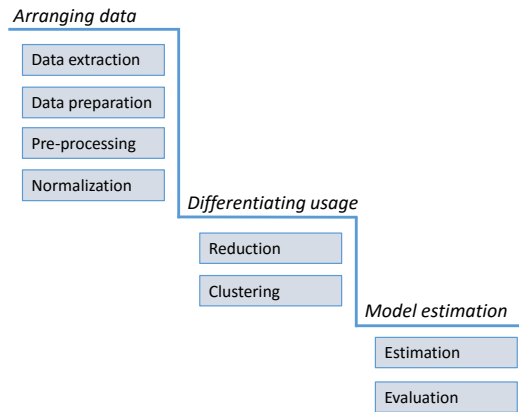 Arranging data
Data extraction
Data preparation
Pre-processing
Normalization
Differentiating usage
Reduction
Clustering
Model estimation
Estimation
Evaluation